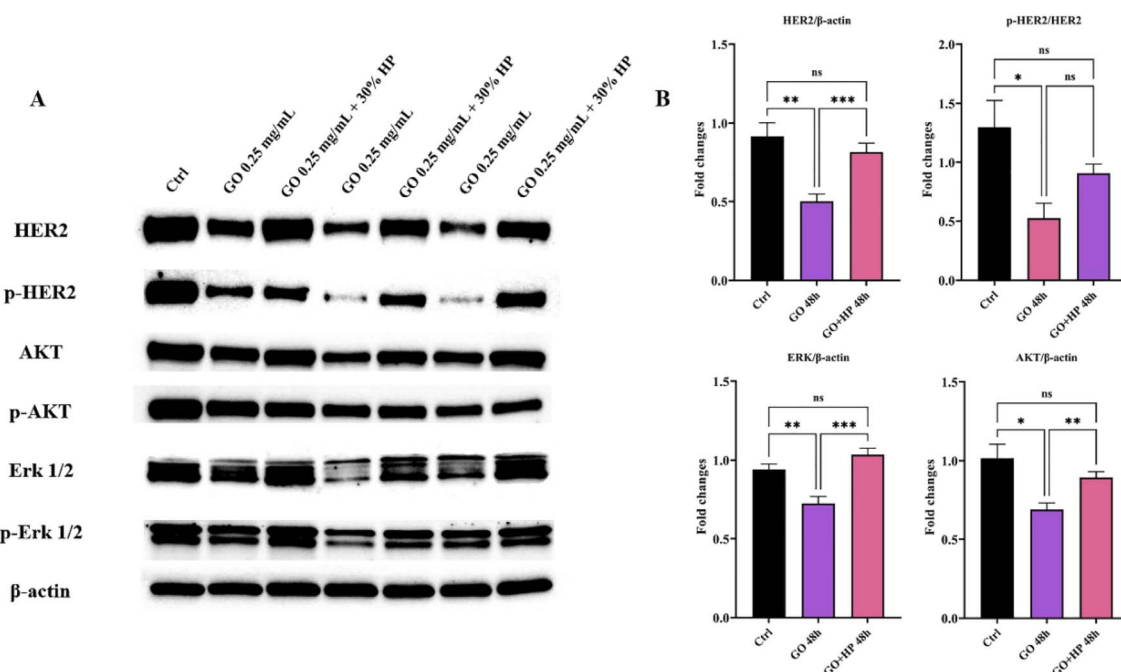 A
Ctrl
GO 0.25 mg/mL
GO 0.25 mg/mL + 30% HP
GO 0.25 mg/mL
GO 0.25 mg/mL + 30% HP
GO 0.25 mg/mL
GO 0.25 mg/mL + 30% HP
HER2
p-HER2
AKT
p-AKT
Erk 1/2
p-Erk 1/2
β-actin
B
HER2/β-actin
Fold changes
1.5
1.0
0.5
0.0
ns
**
***
Ctrl
GO 48h
GO+HP 48h
p-HER2/HER2
Fold changes
2.0
1.5
1.0
0.5
0.0
ns
*
ns
Ctrl
GO 48h
GO+HP 48h
ERK/β-actin
Fold changes
1.5
1.0
0.5
0.0
ns
**
***
Ctrl
GO 48h
GO+HP 48h
AKT/β-actin
Fold changes
1.5
1.0
0.5
0.0
ns
*
**
Ctrl
GO 48h
GO+HP 48h